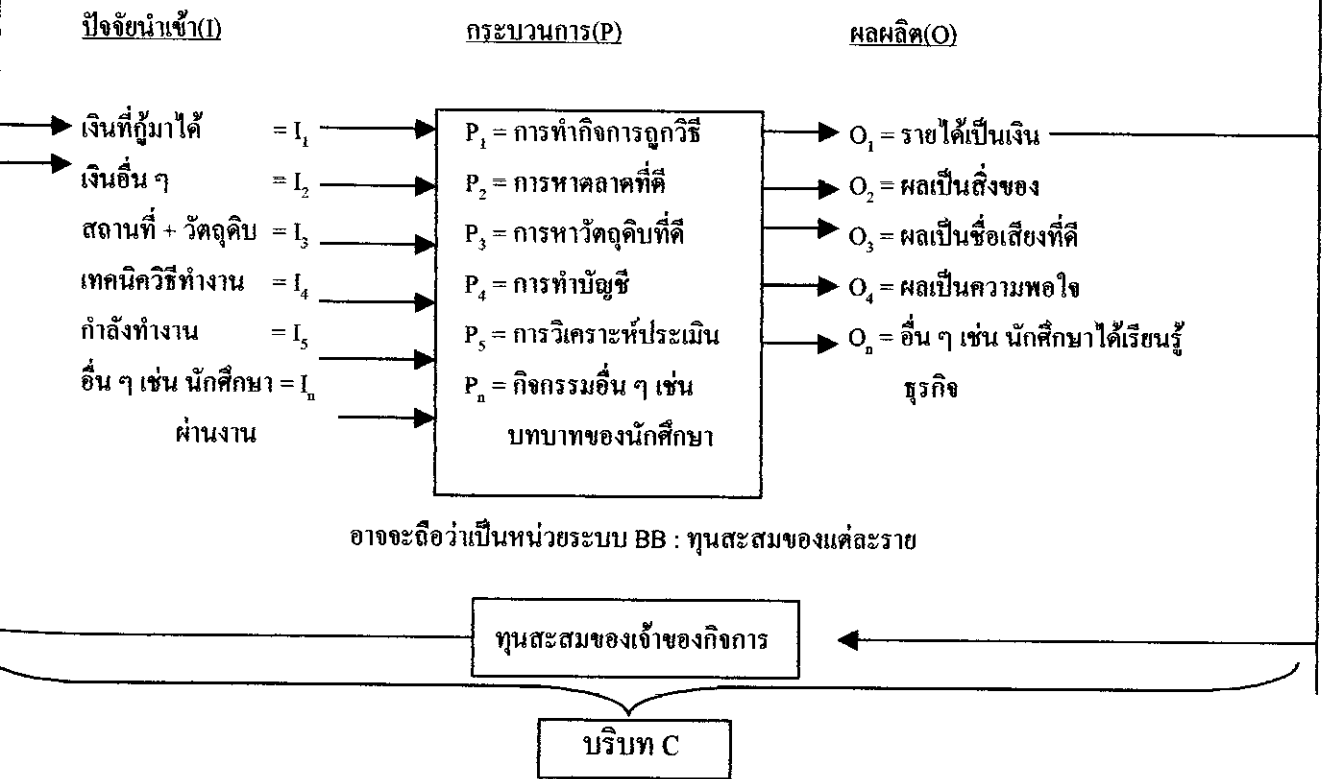 ปัจจัยนำเข้า(I) กระบวนการ(P) ผลผลิต(O)
เงินที่กู้มาได้ = I₁ P₁ = การทำกิจการถูกวิธี O₁ = รายได้เป็นเงิน
เงินอื่น ๆ = I₂ P₂ = การหาตลาดที่ดี O₂ = ผลเป็นสิ่งของ
สถานที่ + วัตถุดิบ = I₃ P₃ = การหาวัตถุดิบที่ดี O₃ = ผลเป็นชื่อเสียงที่ดี
เทคนิควิธีทำงาน = I₄ P₄ = การทำบัญชี O₄ = ผลเป็นความพอใจ
กำลังทำงาน = I₅ P₅ = การวิเคราะห์ประเมิน Oₙ = อื่น ๆ เช่น นักศึกษาได้เรียนรู้
อื่น ๆ เช่น นักศึกษา = Iₙ Pₙ = กิจกรรมอื่น ๆ เช่น ธุรกิจ
ผ่านงาน บทบาทของนักศึกษา
อาจจะถือว่าเป็นหน่วยระบบ BB : ทุนสะสมของแต่ละราย
ทุนสะสมของเจ้าของกิจการ
บริบท C